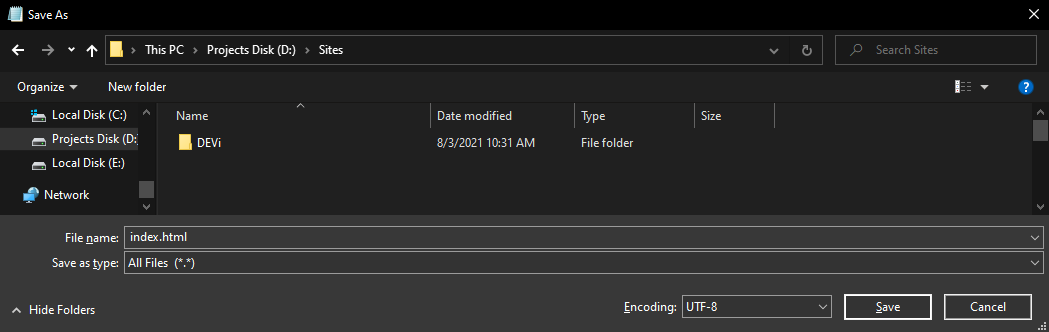 Save As
This PC Projects Disk (D:) Sites Search Sites
Organize New folder
Local Disk (C:) Name Date modified Type Size
Projects Disk (D: DEVi 8/3/2021 10:31 AM File folder
Local Disk (E:)
Network
File name: index.html
Save as type: All Files (*.*)
Hide Folders Encoding: UTF-8 Save Cancel